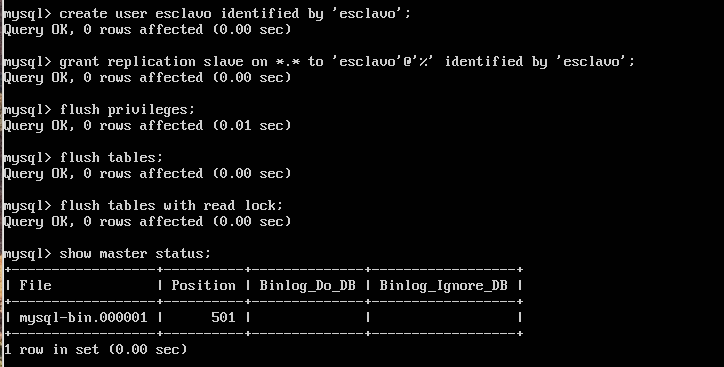 mysql> create user esclavo identified by 'esclavo';
Query OK, 0 rows affected (0.00 sec)
mysql> grant replication slave on *.* to 'esclavo'@'%' identified by 'esclavo';
Query OK, 0 rows affected (0.00 sec)
mysql> flush privileges;
Query OK, 0 rows affected (0.01 sec)
mysql> flush tables;
Query OK, 0 rows affected (0.00 sec)
mysql> flush tables with read lock;
Query OK, 0 rows affected (0.00 sec)
mysql> show master status;
+------------------+----------+--------------+------------------+
| File             | Position | Binlog_Do_DB | Binlog_Ignore_DB |
+------------------+----------+--------------+------------------+
| mysql-bin.000001 |      501 |              |                  |
+------------------+----------+--------------+------------------+
1 row in set (0.00 sec)